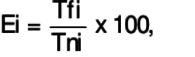 Ei = Tfi / Tni x 100,